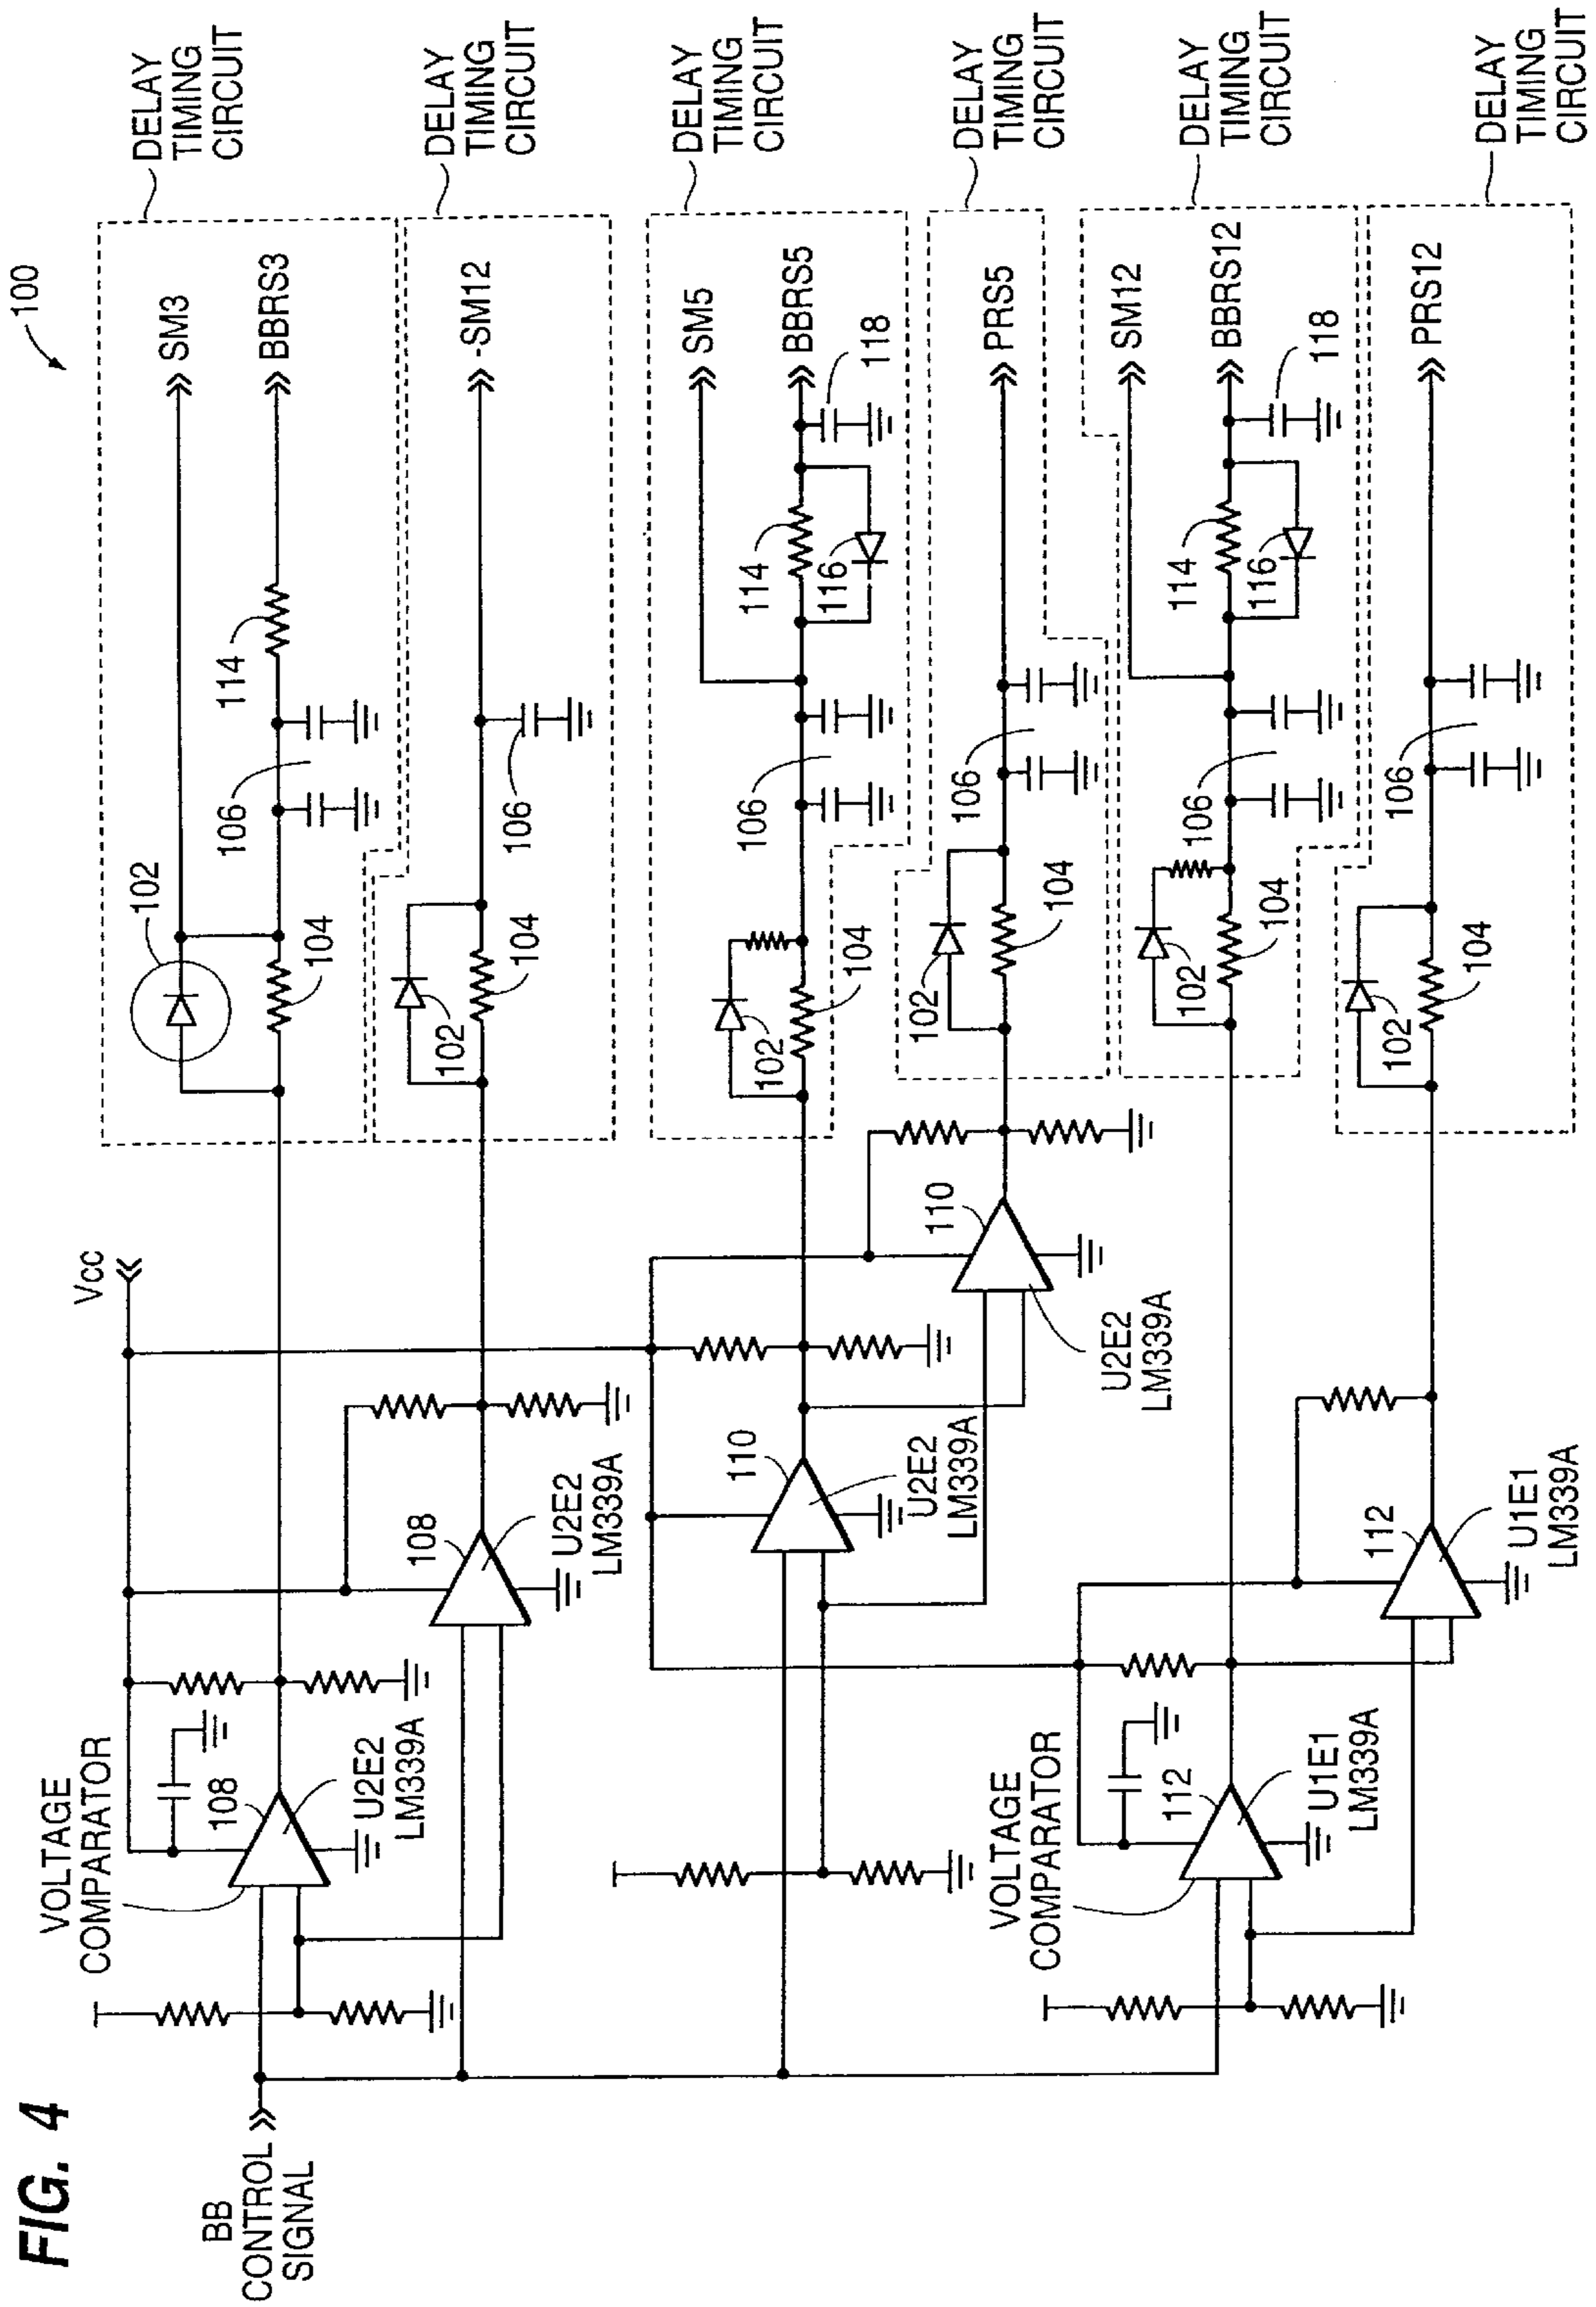 FIG. 4
100
BB
CONTROL
SIGNAL
Vcc
VOLTAGE
COMPARATOR
108
U2E2
LM339A
102
104
106
114
SM3
BBRS3
DELAY
TIMING
CIRCUIT
108
U2E2
LM339A
102
104
106
-SM12
DELAY
TIMING
CIRCUIT
110
U2E2
LM339A
102
104
106
114
116
118
SM5
BBRS5
DELAY
TIMING
CIRCUIT
110
U2E2
LM339A
102
104
106
PRS5
DELAY
TIMING
CIRCUIT
VOLTAGE
COMPARATOR
112
U1E1
LM339A
102
104
106
114
116
118
SM12
BBRS12
DELAY
TIMING
CIRCUIT
112
U1E1
LM339A
102
104
106
PRS12
DELAY
TIMING
CIRCUIT